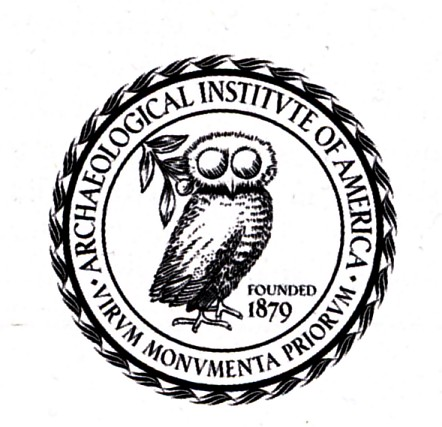 ARCHAEOLOGICAL INSTITVTE OF AMERICA
• VIRVM MONVMENTA PRIORVM •
FOUNDED
1879